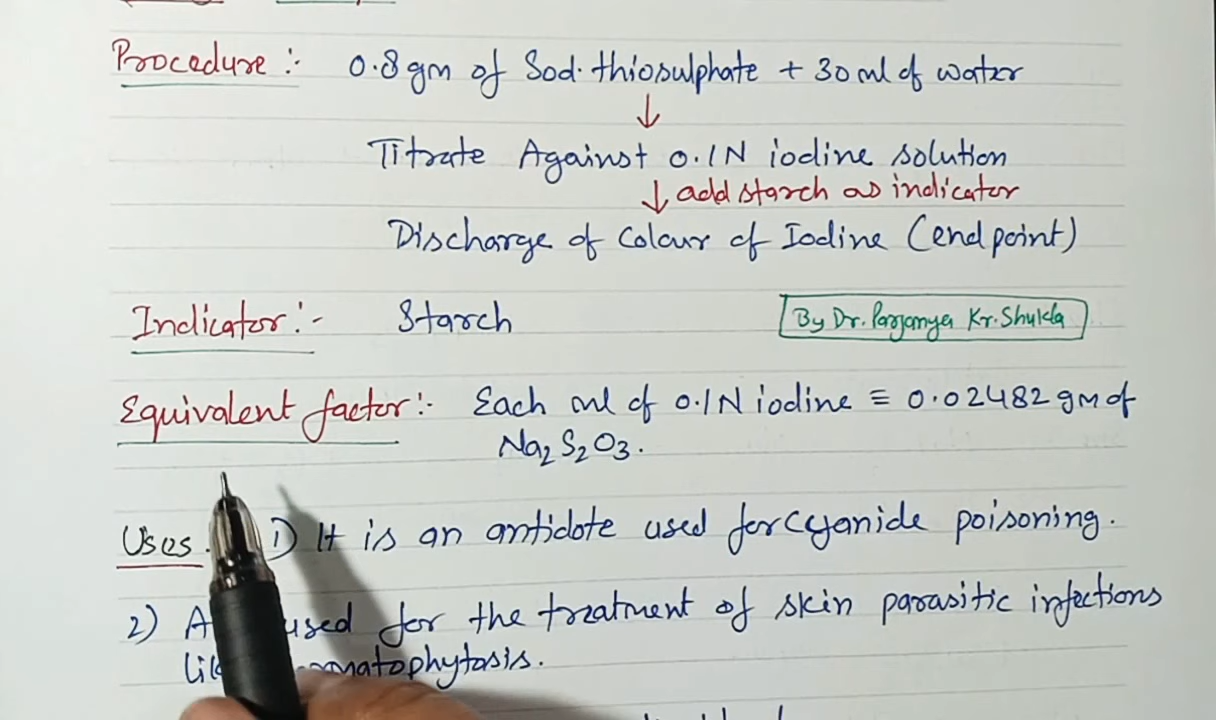 Procedure :- 0.8 gm of Sod. thiosulphate + 30 ml of water
Titrate Against 0.1N iodine solution
add starch as indicator
Discharge of Colour of Iodine (end point)
Indicator :- Starch
By Dr. Parjanya Kr. Shukla
Equivalent factor :- Each ml of 0.1N iodine ≡ 0.02482 gm of
Na2S2O3.
Uses 1) It is an antidote used for cyanide poisoning.
2) used for the treatment of skin parasitic infections